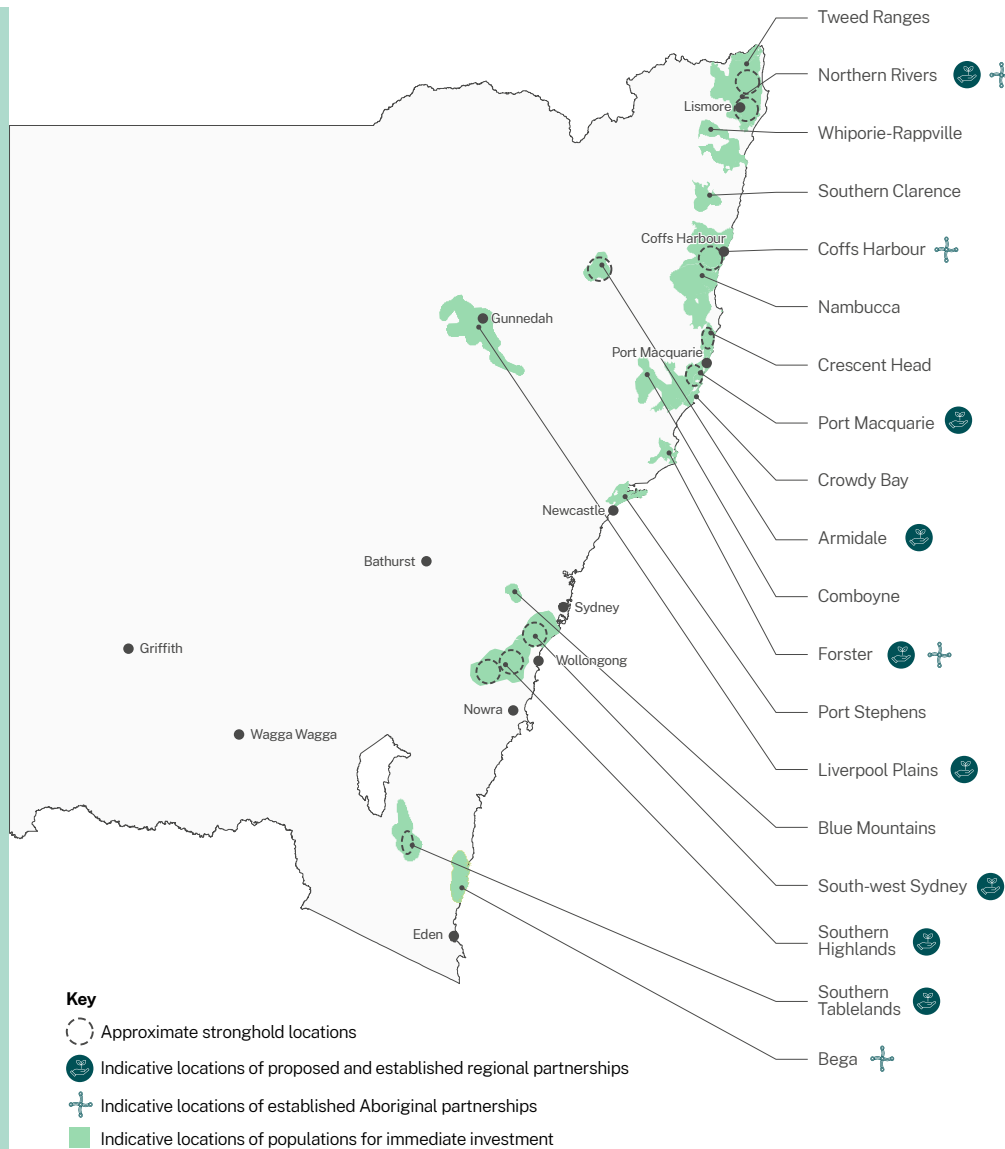 Tweed Ranges
Northern Rivers
Lismore
Whiporie-Rappville
Southern Clarence
Coffs Harbour
Coffs Harbour
Nambucca
Gunnedah
Port Macquarie
Crescent Head
Port Macquarie
Crowdy Bay
Newcastle
Armidale
Bathurst
Comboyne
Sydney
Griffith
Forster
Wollongong
Nowra
Port Stephens
Wagga Wagga
Liverpool Plains
Blue Mountains
South-west Sydney
Eden
Southern
Highlands
Southern
Tablelands
Bega
Key
Approximate stronghold locations
Indicative locations of proposed and established regional partnerships
Indicative locations of established Aboriginal partnerships
Indicative locations of populations for immediate investment